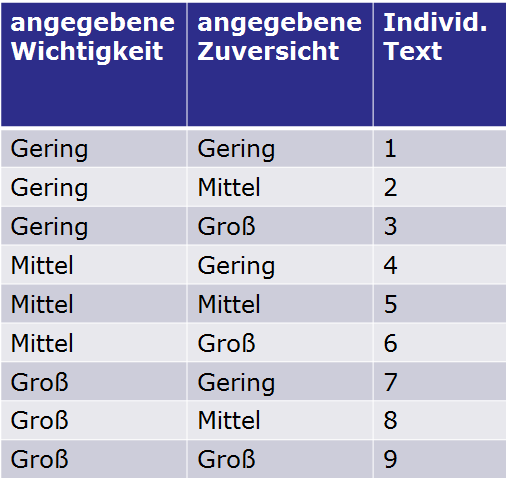 angegebene Wichtigkeit angegebene Zuversicht Individ. Text
Gering Gering 1
Gering Mittel 2
Gering Groß 3
Mittel Gering 4
Mittel Mittel 5
Mittel Groß 6
Groß Gering 7
Groß Mittel 8
Groß Groß 9